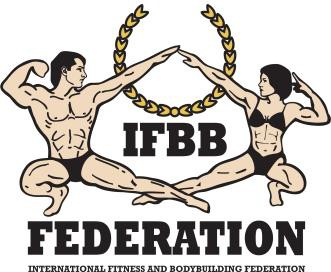 IFBB
FEDERATION
INTERNATIONAL FITNESS AND BODYBUILDING FEDERATION